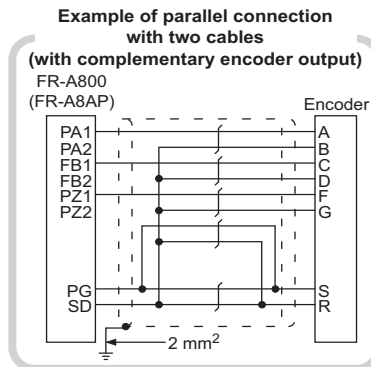 Example of parallel connection
with two cables
(with complementary encoder output)
FR-A800
(FR-A8AP)
Encoder
PA1
A
PA2
B
FB1
C
FB2
D
PZ1
F
PZ2
G
PG
S
SD
R
2 mm²